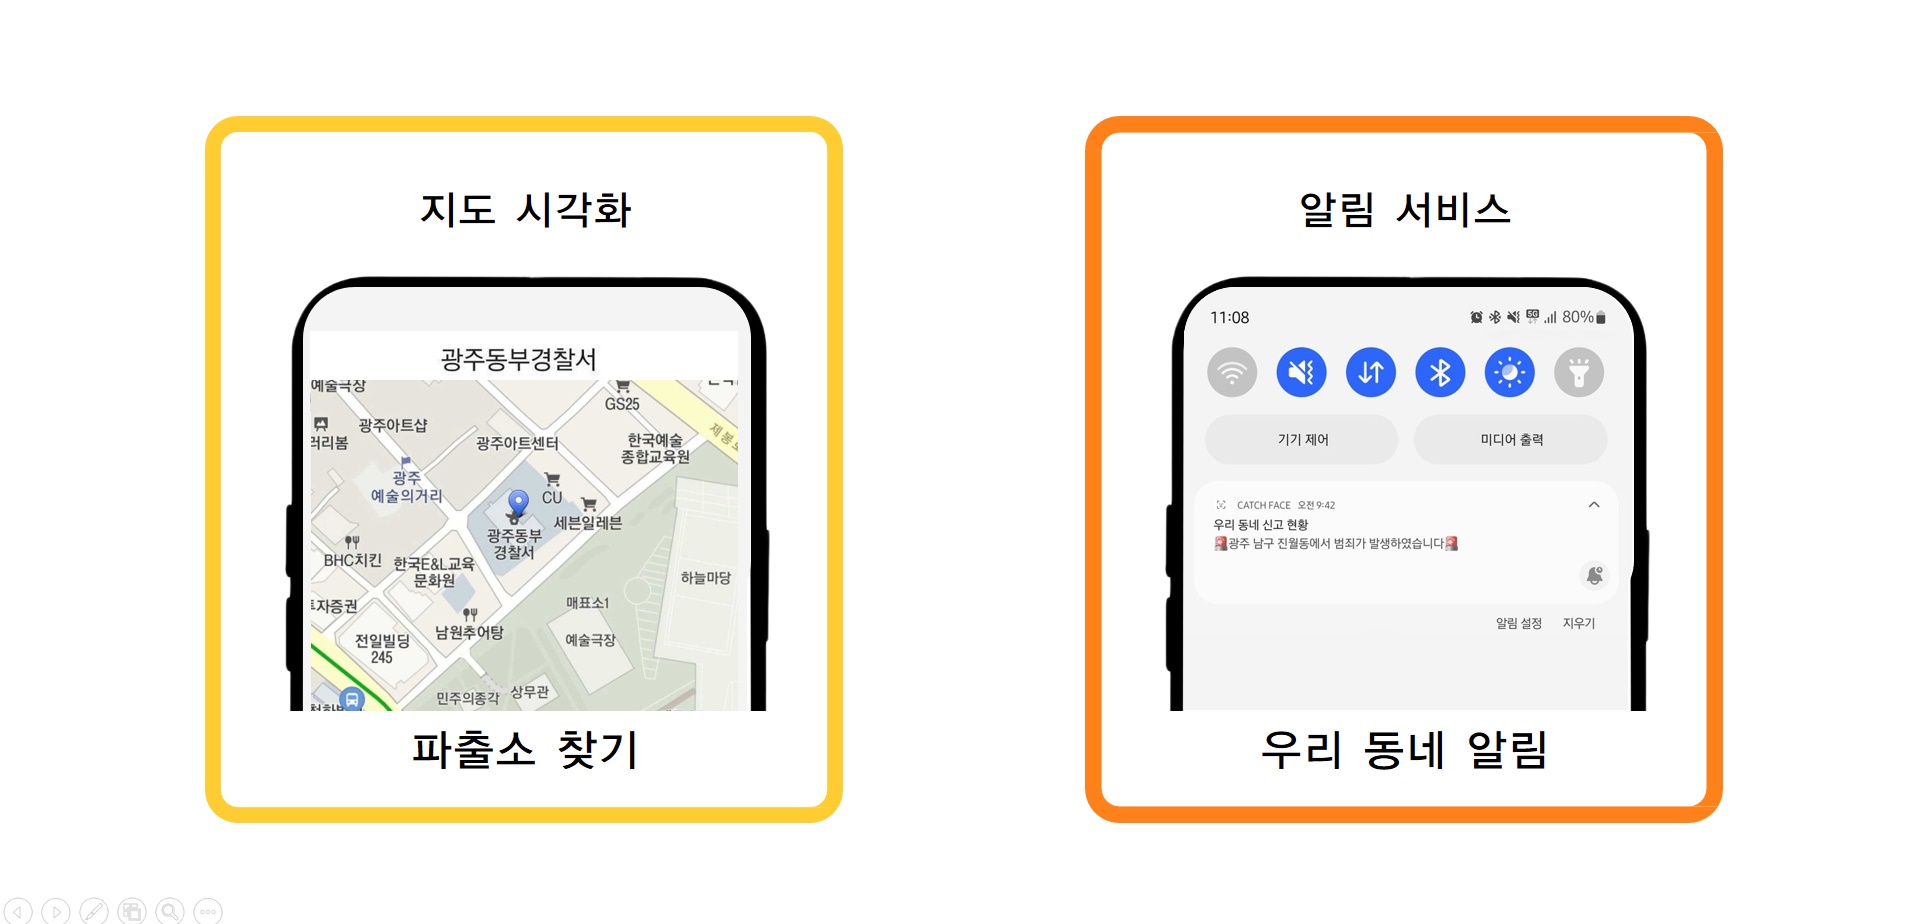 지도 시각화
광주동부경찰서
예술극장
GS25
광주아트샵
러리봄
광주아트센터
한국예술
종합교육원
제봉로
광주
예술의거리
CU
세븐일레븐
광주동부
경찰서
BHC치킨
한국E&L교육
문화원
하늘마당
투자증권
매표소1
남원추어탕
예술극장
전일빌딩
245
민주의종각
상무관
파출소 찾기
알림 서비스
11:08
5G
80%
기기 제어
미디어 출력
CATCH FACE 오전 9:42
우리 동네 신고 현황
🚨광주 남구 진월동에서 범죄가 발생하였습니다🚨
알림 설정 지우기
우리 동네 알림